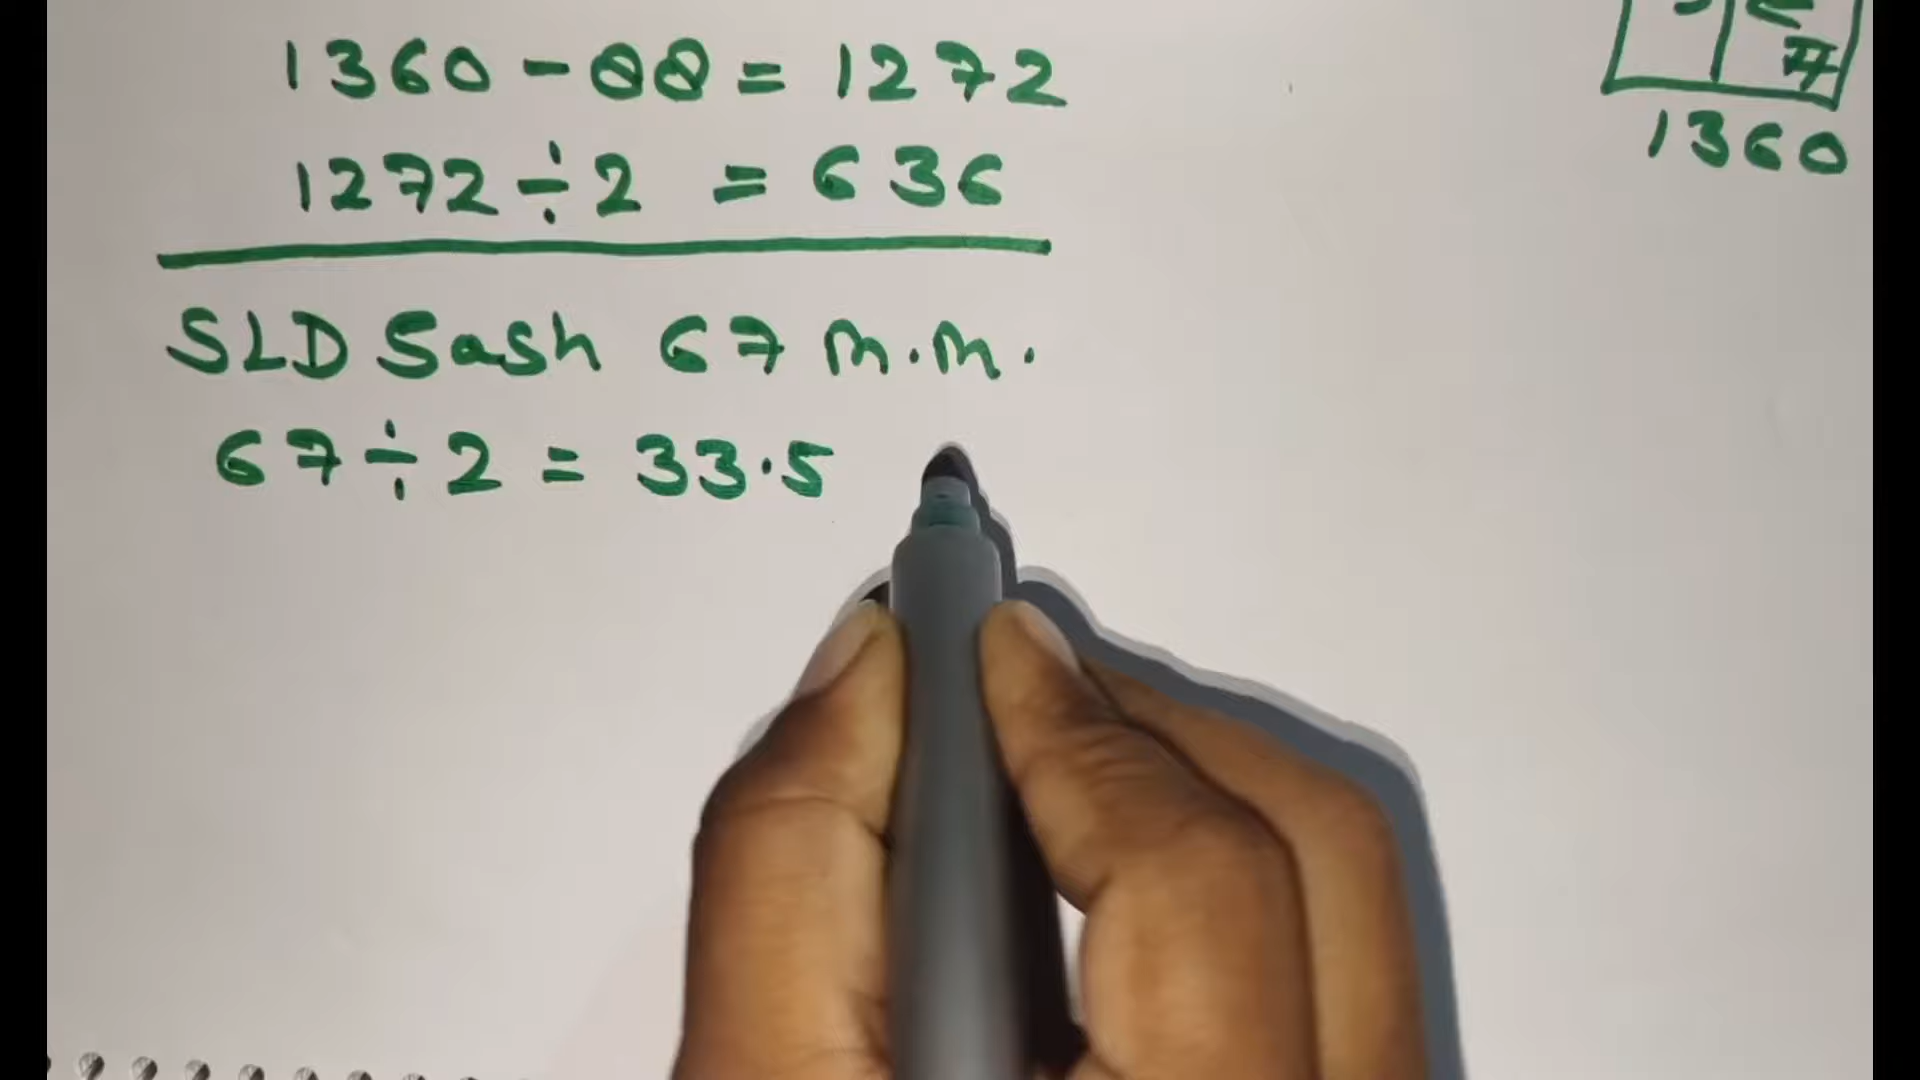 1360 - 88 = 1272
1272 ÷ 2 = 636
1360
SLD Sash 67 m.m.
67 ÷ 2 = 33.5